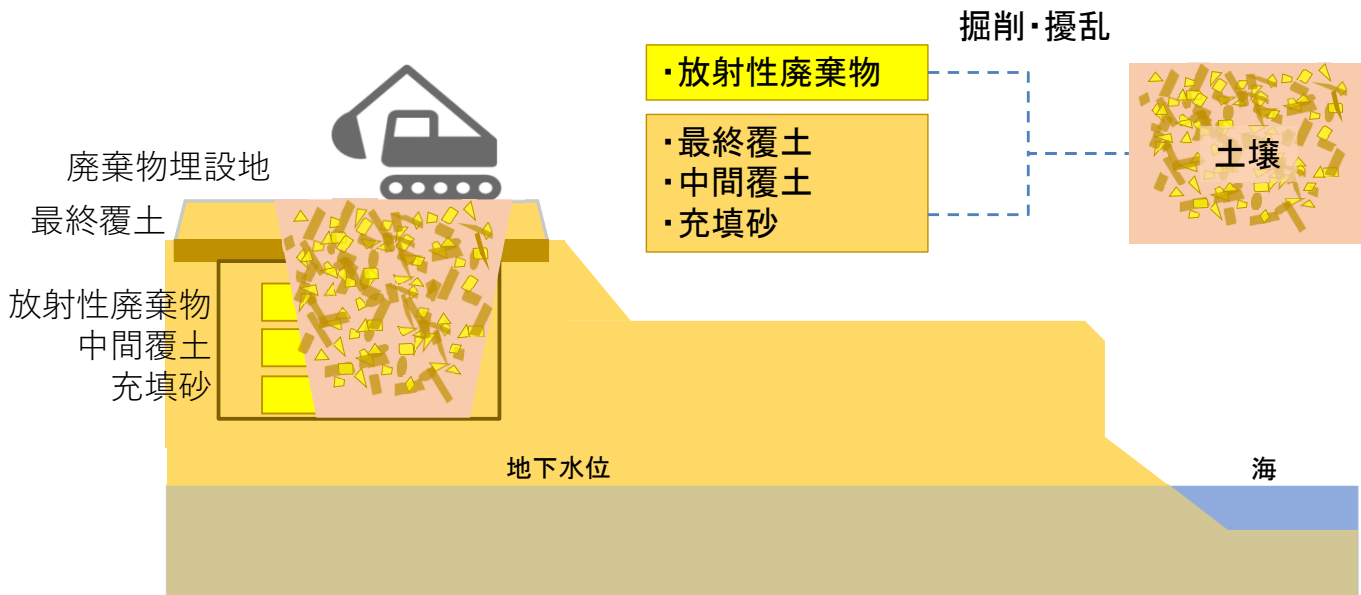 掘削・擾乱
・放射性廃棄物
・最終覆土
・中間覆土
・充填砂
土壌
廃棄物埋設地
最終覆土
放射性廃棄物
中間覆土
充填砂
地下水位
海